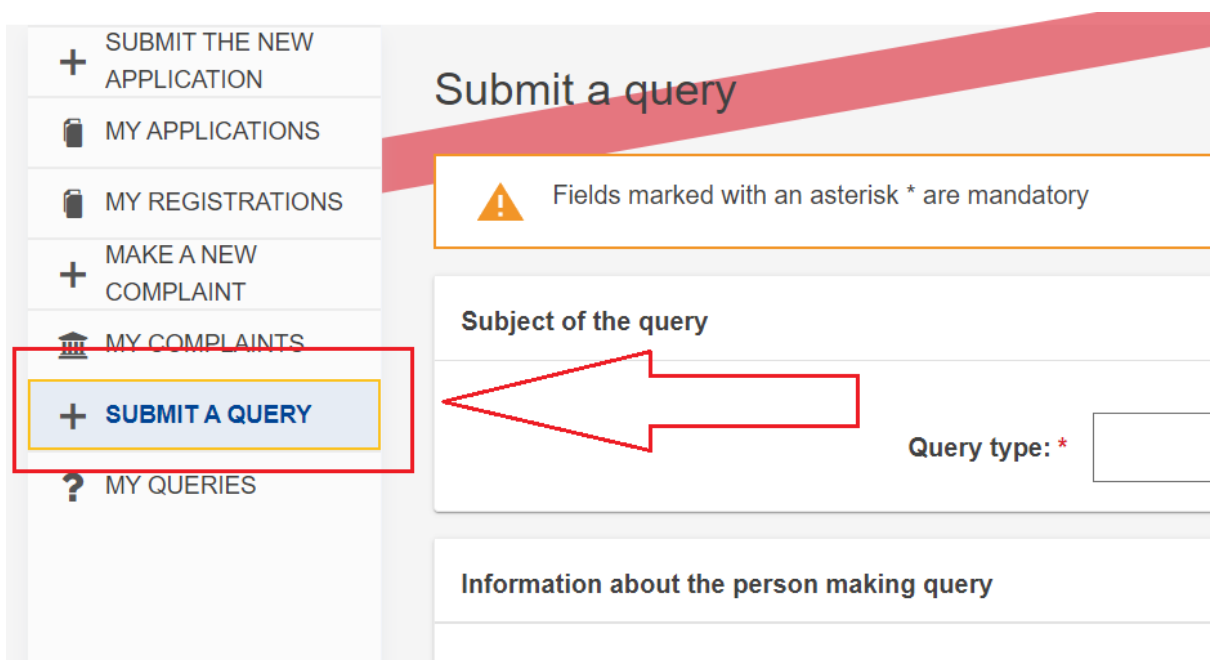 SUBMIT THE NEW
APPLICATION
MY APPLICATIONS
MY REGISTRATIONS
MAKE A NEW
COMPLAINT
MY COMPLAINTS
SUBMIT A QUERY
MY QUERIES
Submit a query
Fields marked with an asterisk * are mandatory
Subject of the query
Query type: *
Information about the person making query